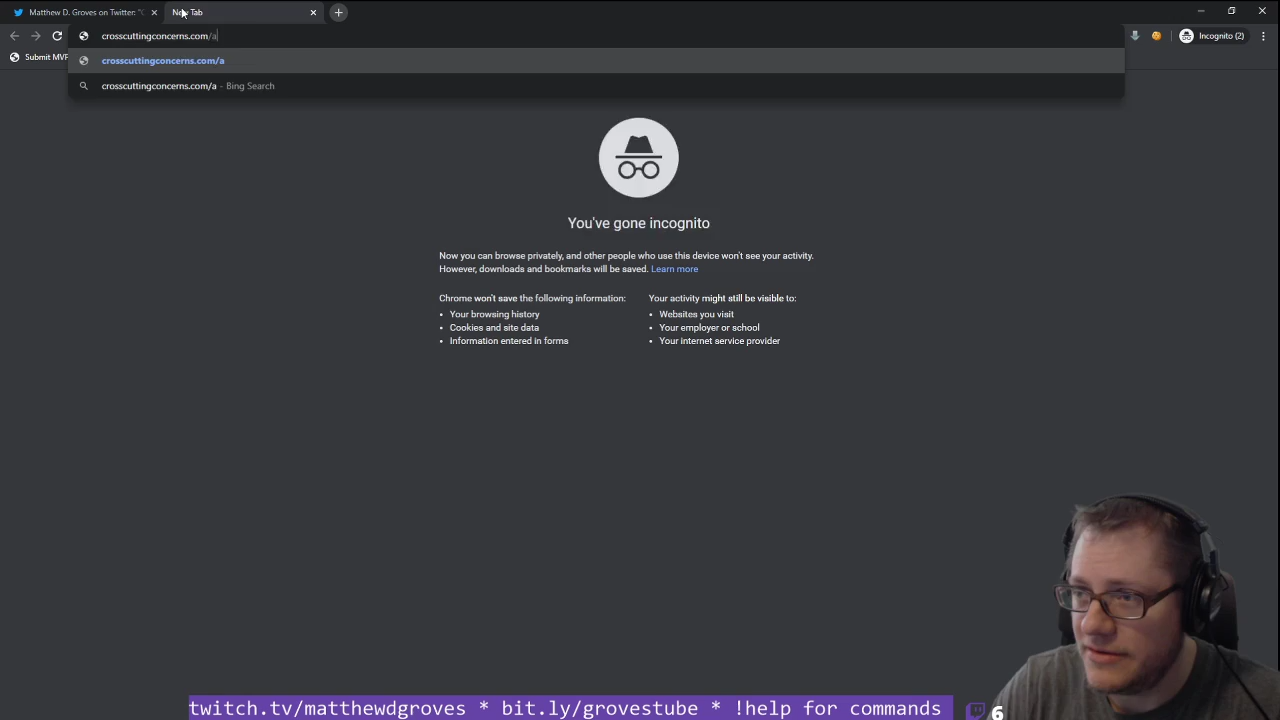 Matthew D. Groves on Twitter: "
New Tab
crosscuttingconcerns.com/a
Incognito (2)
Submit MVP
crosscuttingconcerns.com/a
crosscuttingconcerns.com/a - Bing Search
You've gone incognito
Now you can browse privately, and other people who use this device won't see your activity.
However, downloads and bookmarks will be saved. Learn more
Chrome won't save the following information:
• Your browsing history
• Cookies and site data
• Information entered in forms
Your activity might still be visible to:
• Websites you visit
• Your employer or school
• Your internet service provider
twitch.tv/matthewdgroves * bit.ly/grovestube * !help for commands
6